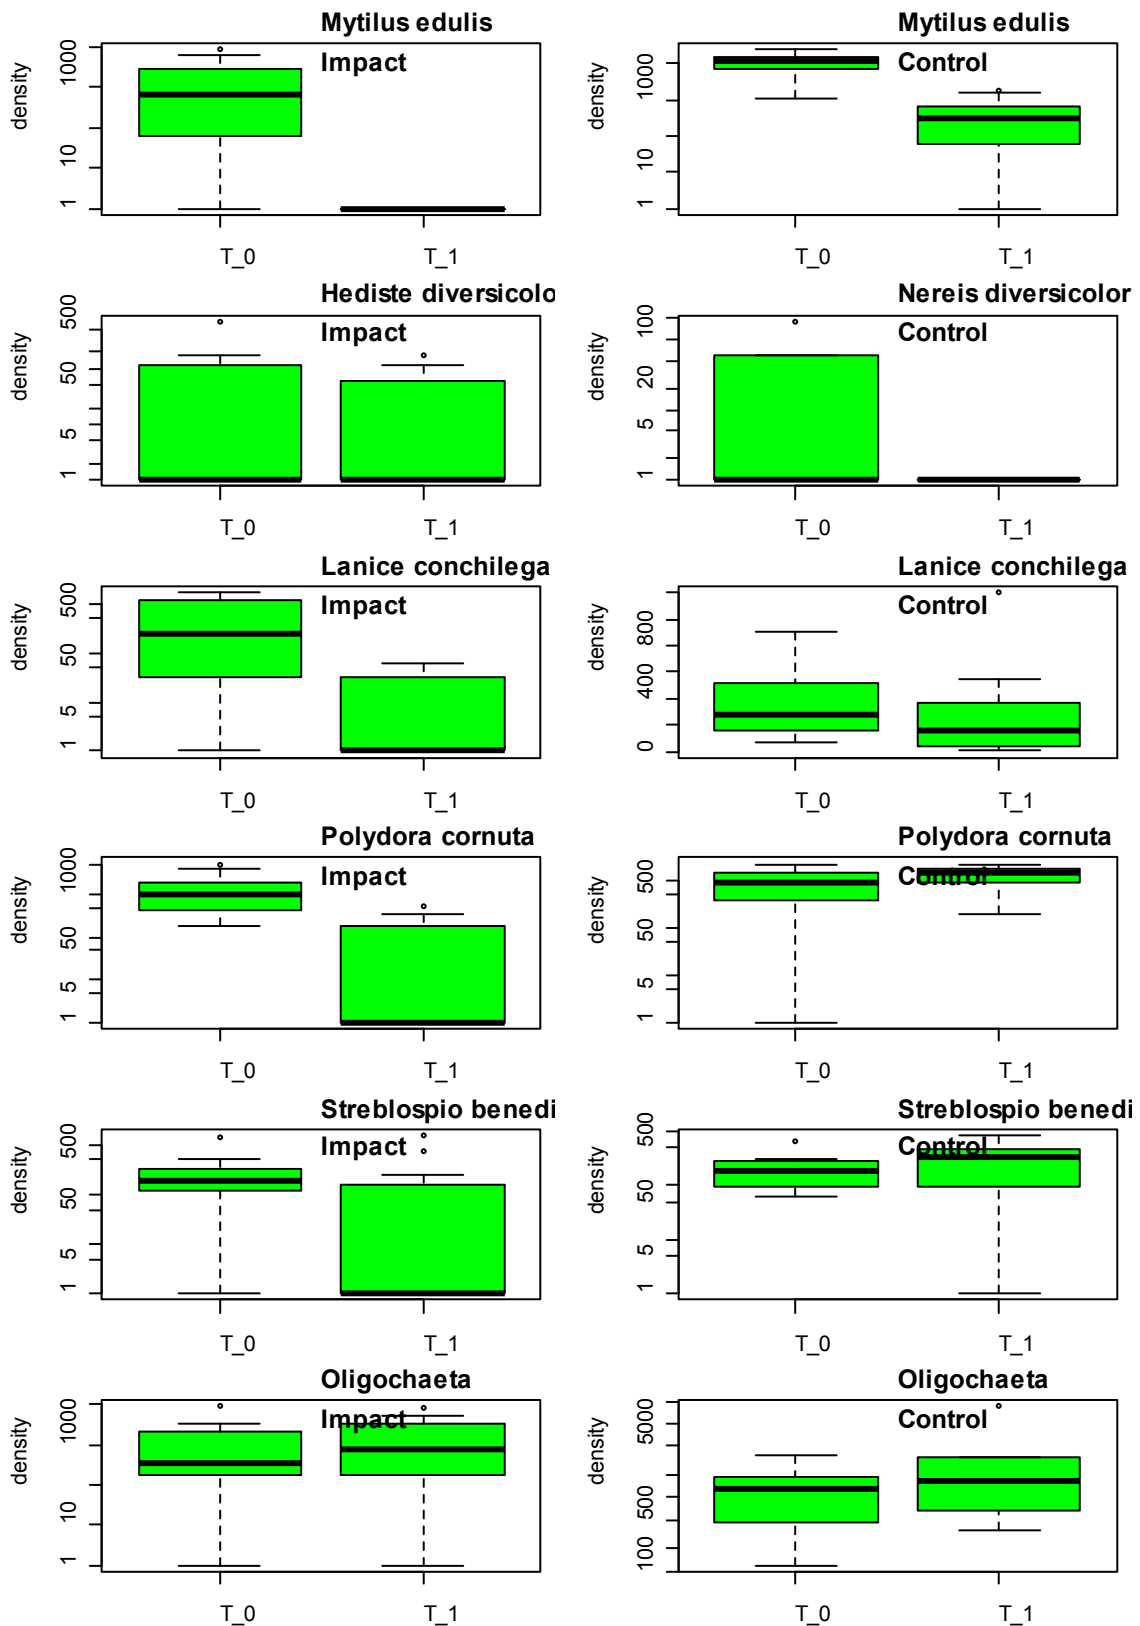 Mytilus edulis
Impact
density
1000
10
1
T_0
T_1
Mytilus edulis
Control
density
1000
10
1
T_0
T_1
Hediste diversicolo
Impact
density
500
50
5
1
T_0
T_1
Nereis diversicolor
Control
density
100
20
5
1
T_0
T_1
Lanice conchilega
Impact
density
500
50
5
1
T_0
T_1
Lanice conchilega
Control
density
800
400
0
T_0
T_1
Polydora cornuta
Impact
density
1000
50
5
1
T_0
T_1
Polydora cornuta
Control
density
500
50
5
1
T_0
T_1
Streblospio benedi
Impact
density
500
50
5
1
T_0
T_1
Streblospio benedi
Control
density
500
50
5
1
T_0
T_1
Oligochaeta
Impact
density
1000
10
1
T_0
T_1
Oligochaeta
Control
density
5000
500
100
T_0
T_1